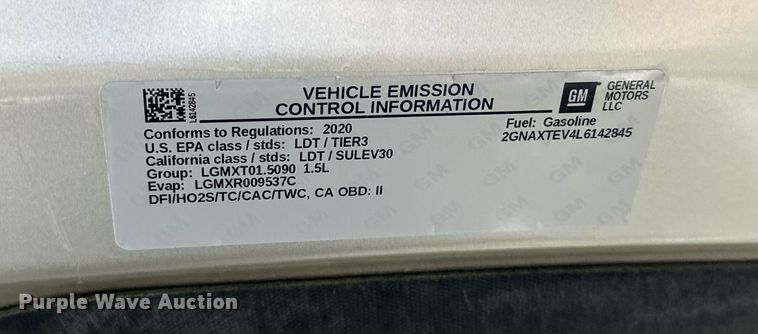 L6142845
VEHICLE EMISSION
CONTROL INFORMATION
GM
GENERAL
MOTORS
LLC
Conforms to Regulations: 2020
U.S. EPA class / stds: LDT / TIER3
California class / stds: LDT / SULEV30
Group: LGMXT01.5090 1.5L
Evap: LGMXR009537C
DFI/HO2S/TC/CAC/TWC, CA OBD: II
Fuel: Gasoline
2GNAXTEV4L6142845
Purple Wave Auction